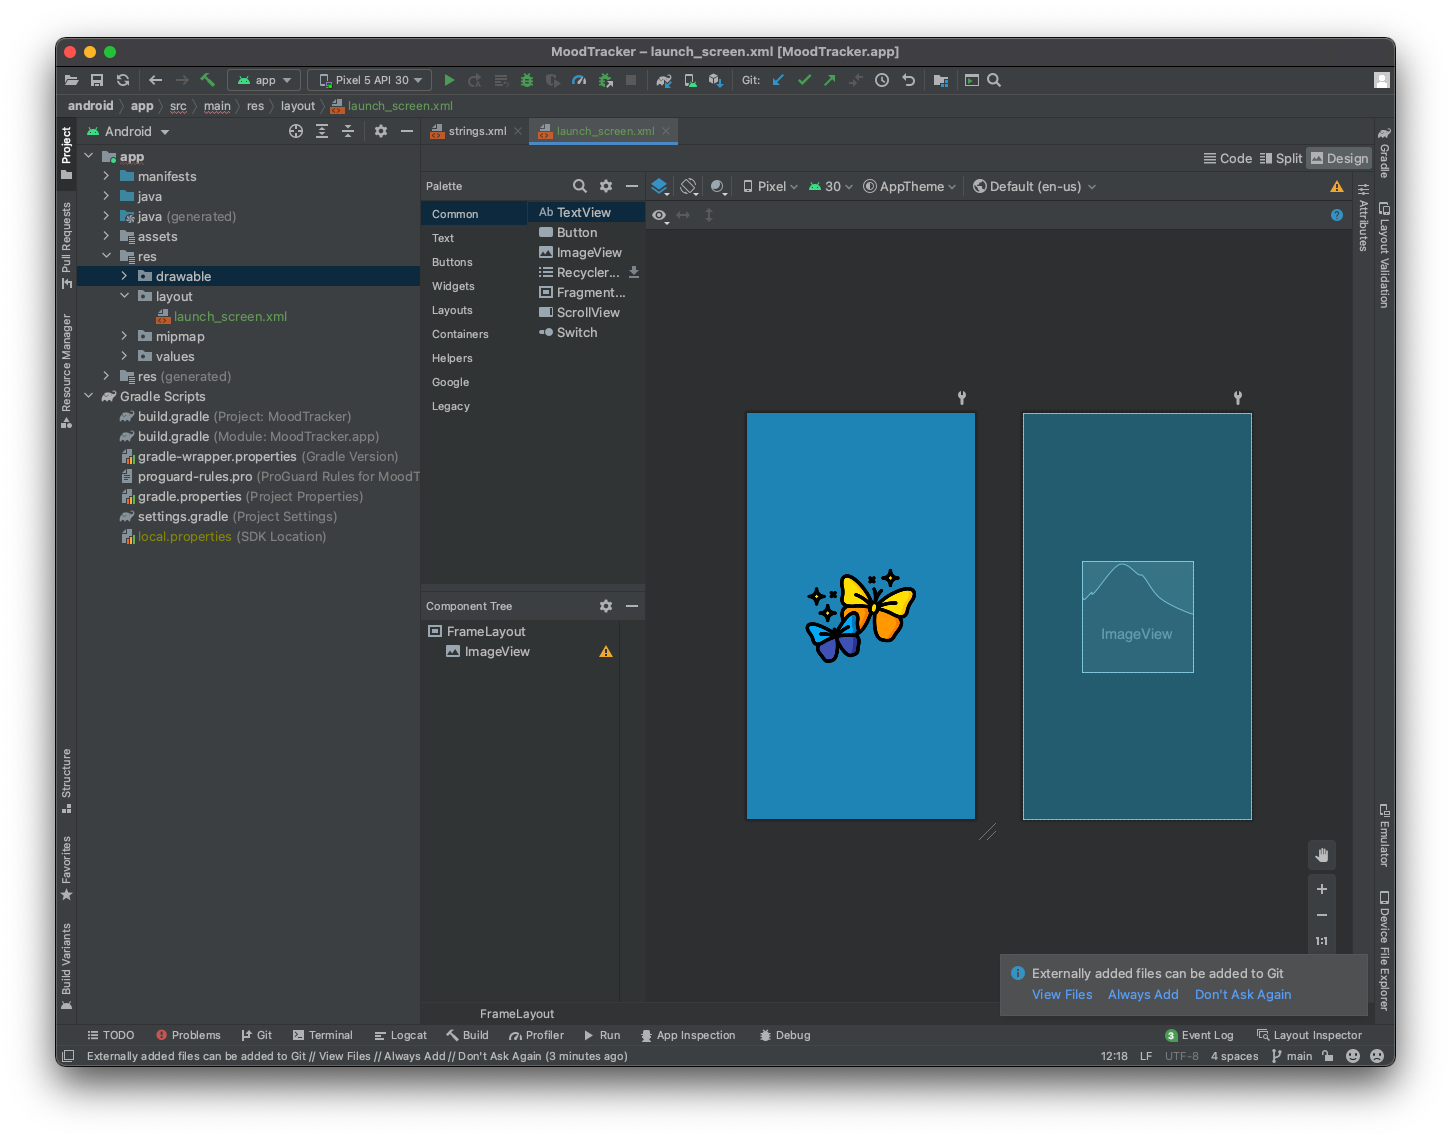 MoodTracker – launch_screen.xml [MoodTracker.app]
app
Pixel 5 API 30
Git:
android
app
src
main
res
layout
launch_screen.xml
Project
Pull Requests
Resource Manager
Structure
Favorites
Build Variants
Android
app
manifests
java
java (generated)
assets
res
drawable
layout
launch_screen.xml
mipmap
values
res (generated)
Gradle Scripts
build.gradle (Project: MoodTracker)
build.gradle (Module: MoodTracker.app)
gradle-wrapper.properties (Gradle Version)
proguard-rules.pro (ProGuard Rules for MoodT
gradle.properties (Project Properties)
settings.gradle (Project Settings)
local.properties (SDK Location)
strings.xml
launch_screen.xml
Code
Split
Design
Palette
Common
Text
Buttons
Widgets
Layouts
Containers
Helpers
Google
Legacy
Ab TextView
Button
ImageView
Recycler...
Fragment...
ScrollView
Switch
Pixel
30
AppTheme
Default (en-us)
?
Component Tree
FrameLayout
ImageView
ImageView
1:1
Gradle
Attributes
Layout Validation
Emulator
Device File Explorer
Externally added files can be added to Git
View Files
Always Add
Don't Ask Again
FrameLayout
TODO
Problems
Git
Terminal
Logcat
Build
Profiler
Run
App Inspection
Debug
3 Event Log
Layout Inspector
Externally added files can be added to Git // View Files // Always Add // Don't Ask Again (3 minutes ago)
12:18
LF
UTF-8
4 spaces
main